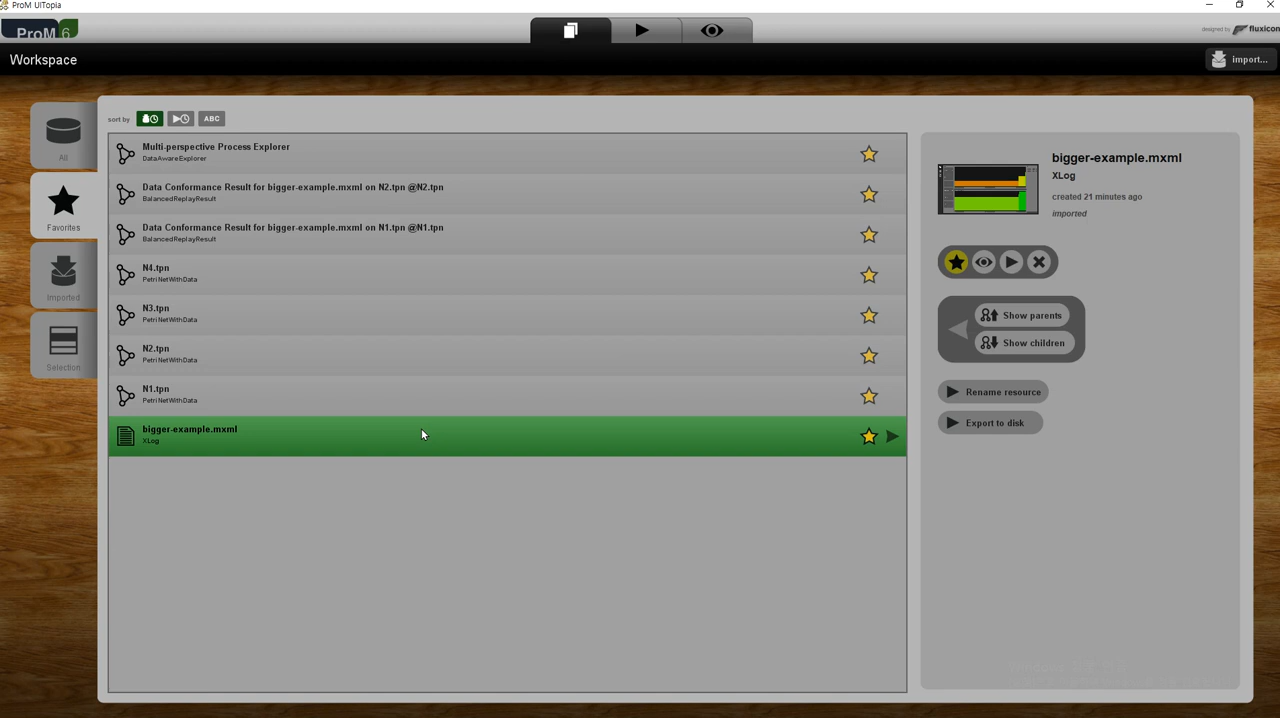 ProM UITopia
ProM 6
designed by fluxicon
Workspace
import...
All
Favorites
Imported
Selection
sort by
ABC
Multi-perspective Process Explorer
DataAwareExplorer
Data Conformance Result for bigger-example.mxml on N2.tpn @N2.tpn
BalancedReplayResult
Data Conformance Result for bigger-example.mxml on N1.tpn @N1.tpn
BalancedReplayResult
N4.tpn
PetriNetWithData
N3.tpn
PetriNetWithData
N2.tpn
PetriNetWithData
N1.tpn
PetriNetWithData
bigger-example.mxml
XLog
bigger-example.mxml
XLog
created 21 minutes ago
imported
Show parents
Show children
Rename resource
Export to disk
Windows